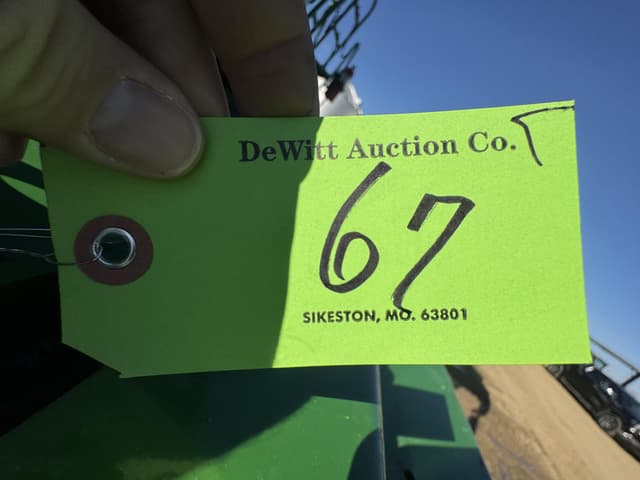 DeWitt Auction Co.
67
SIKESTON, MO. 63801